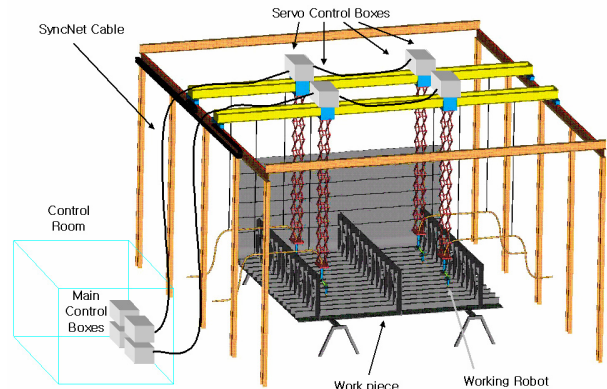 Servo Control Boxes
SyncNet Cable
Control
Room
Main
Control
Boxes
Work piece
Working Robot